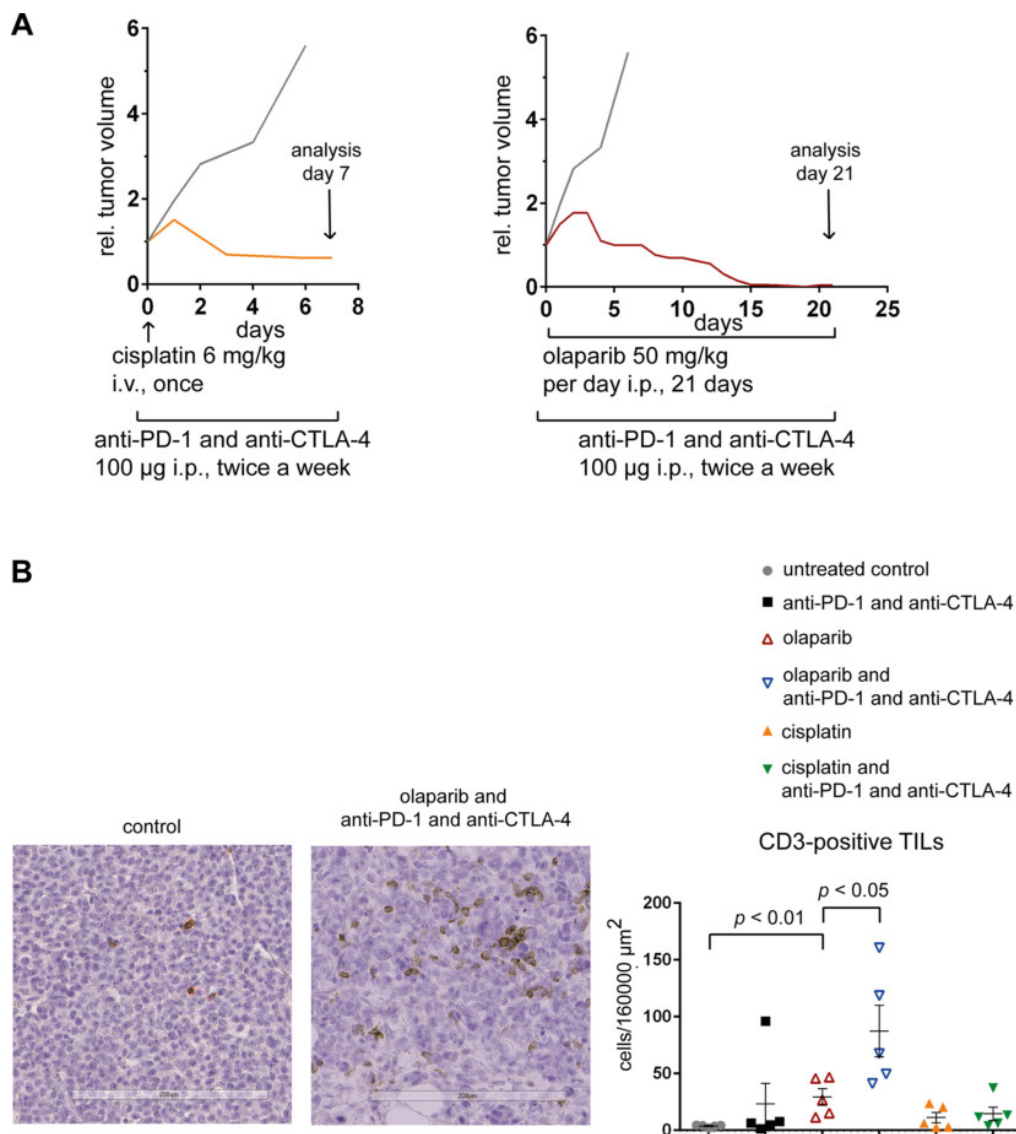 A
rel. tumor volume
6
4
2
0
analysis
day 7
0 2 4 6 8
days
cisplatin 6 mg/kg
i.v., once
anti-PD-1 and anti-CTLA-4
100 µg i.p., twice a week
rel. tumor volume
6
4
2
0
analysis
day 21
0 5 10 15 20 25
days
olaparib 50 mg/kg
per day i.p., 21 days
anti-PD-1 and anti-CTLA-4
100 µg i.p., twice a week
B
untreated control
anti-PD-1 and anti-CTLA-4
olaparib
olaparib and
anti-PD-1 and anti-CTLA-4
cisplatin
cisplatin and
anti-PD-1 and anti-CTLA-4
control
200µm
olaparib and
anti-PD-1 and anti-CTLA-4
200µm
CD3-positive TILs
p < 0.05
p < 0.01
cells/160000 µm²
200
150
100
50
0